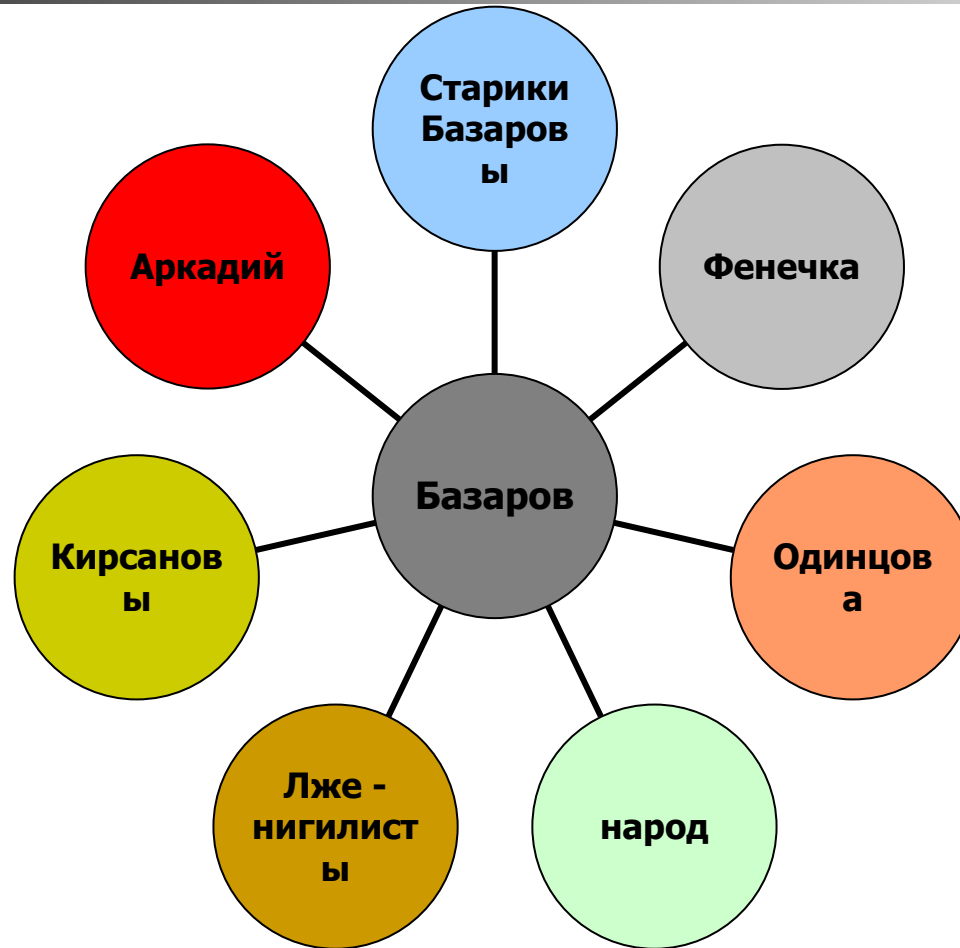 Старики
Базаров
ы
Аркадий
Фенечка
Базаров
Кирсанов
ы
Одинцов
а
Лже -
нигилист
ы
народ